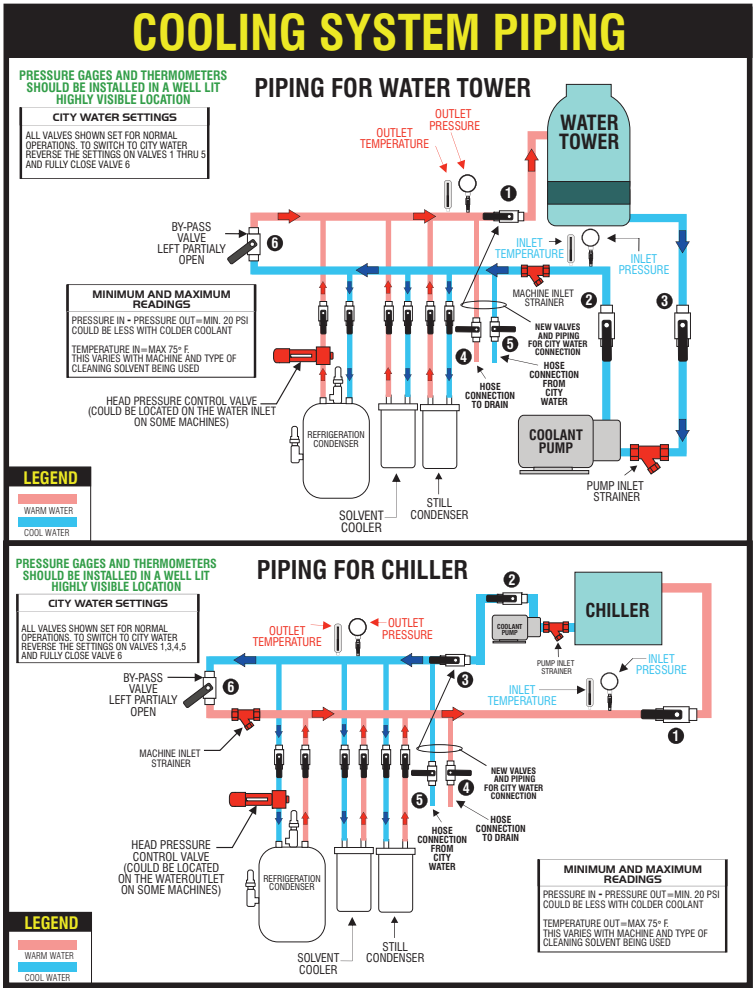 COOLING SYSTEM PIPING
PRESSURE GAGES AND THERMOMETERS
SHOULD BE INSTALLED IN A WELL LIT
HIGHLY VISIBLE LOCATION
PIPING FOR WATER TOWER
CITY WATER SETTINGS
ALL VALVES SHOWN SET FOR NORMAL
OPERATIONS. TO SWITCH TO CITY WATER
REVERSE THE SETTINGS ON VALVES 1 THRU 5
AND FULLY CLOSE VALVE 6
OUTLET
TEMPERATURE
OUTLET
PRESSURE
WATER
TOWER
1
BY-PASS
VALVE
LEFT PARTIALY
OPEN
6
INLET
TEMPERATURE
INLET
PRESSURE
MACHINE INLET
STRAINER
2
3
MINIMUM AND MAXIMUM
READINGS
PRESSURE IN - PRESSURE OUT=MIN. 20 PSI
COULD BE LESS WITH COLDER COOLANT
TEMPERATURE IN=MAX 75° F.
THIS VARIES WITH MACHINE AND TYPE OF
CLEANING SOLVENT BEING USED
NEW VALVES
AND PIPING
FOR CITY WATER
CONNECTION
4
5
HOSE
CONNECTION
TO DRAIN
HOSE
CONNECTION
FROM
CITY
WATER
HEAD PRESSURE CONTROL VALVE
(COULD BE LOCATED ON THE WATER INLET
ON SOME MACHINES)
REFRIGERATION
CONDENSER
COOLANT
PUMP
PUMP INLET
STRAINER
SOLVENT
COOLER
STILL
CONDENSER
LEGEND
WARM WATER
COOL WATER
PRESSURE GAGES AND THERMOMETERS
SHOULD BE INSTALLED IN A WELL LIT
HIGHLY VISIBLE LOCATION
PIPING FOR CHILLER
CITY WATER SETTINGS
ALL VALVES SHOWN SET FOR NORMAL
OPERATIONS. TO SWITCH TO CITY WATER
REVERSE THE SETTINGS ON VALVES 1,3,4,5
AND FULLY CLOSE VALVE 6
OUTLET
TEMPERATURE
OUTLET
PRESSURE
2
COOLANT
PUMP
CHILLER
PUMP INLET
STRAINER
3
INLET
TEMPERATURE
INLET
PRESSURE
BY-PASS
VALVE
LEFT PARTIALY
OPEN
6
1
MACHINE INLET
STRAINER
NEW VALVES
AND PIPING
FOR CITY WATER
CONNECTION
4
5
HOSE
CONNECTION
FROM
CITY
WATER
HOSE
CONNECTION
TO DRAIN
HEAD PRESSURE
CONTROL VALVE
(COULD BE LOCATED
ON THE WATEROUTLET
ON SOME MACHINES)
REFRIGERATION
CONDENSER
SOLVENT
COOLER
STILL
CONDENSER
MINIMUM AND MAXIMUM
READINGS
PRESSURE IN - PRESSURE OUT=MIN. 20 PSI
COULD BE LESS WITH COLDER COOLANT
TEMPERATURE OUT=MAX 75° F.
THIS VARIES WITH MACHINE AND TYPE OF
CLEANING SOLVENT BEING USED
LEGEND
WARM WATER
COOL WATER